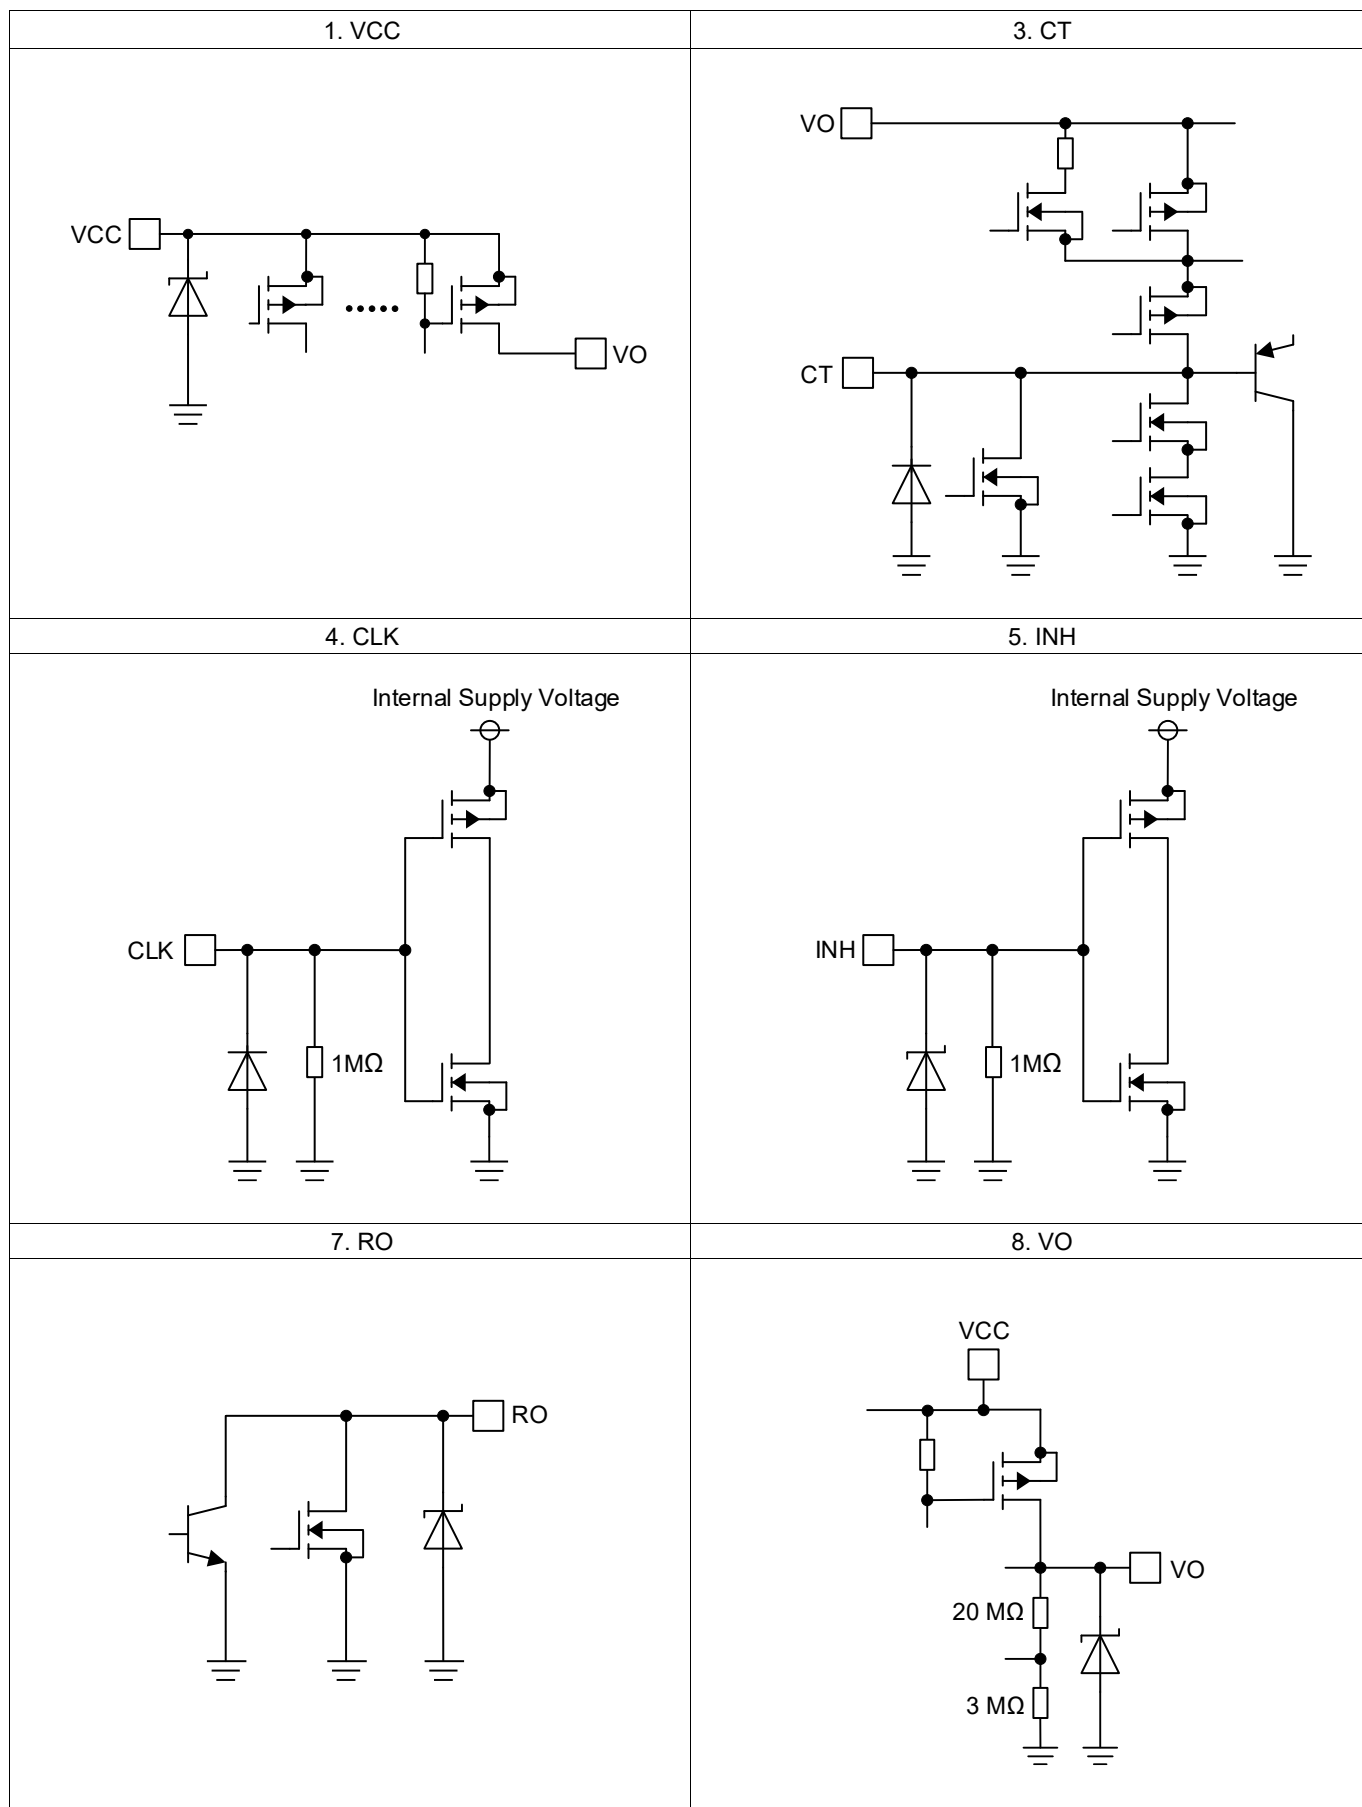 1. VCC
3. CT
VCC
VO
VO
CT
4. CLK
5. INH
Internal Supply Voltage
CLK
1MΩ
Internal Supply Voltage
INH
1MΩ
7. RO
8. VO
RO
VCC
VO
20 MΩ
3 MΩ